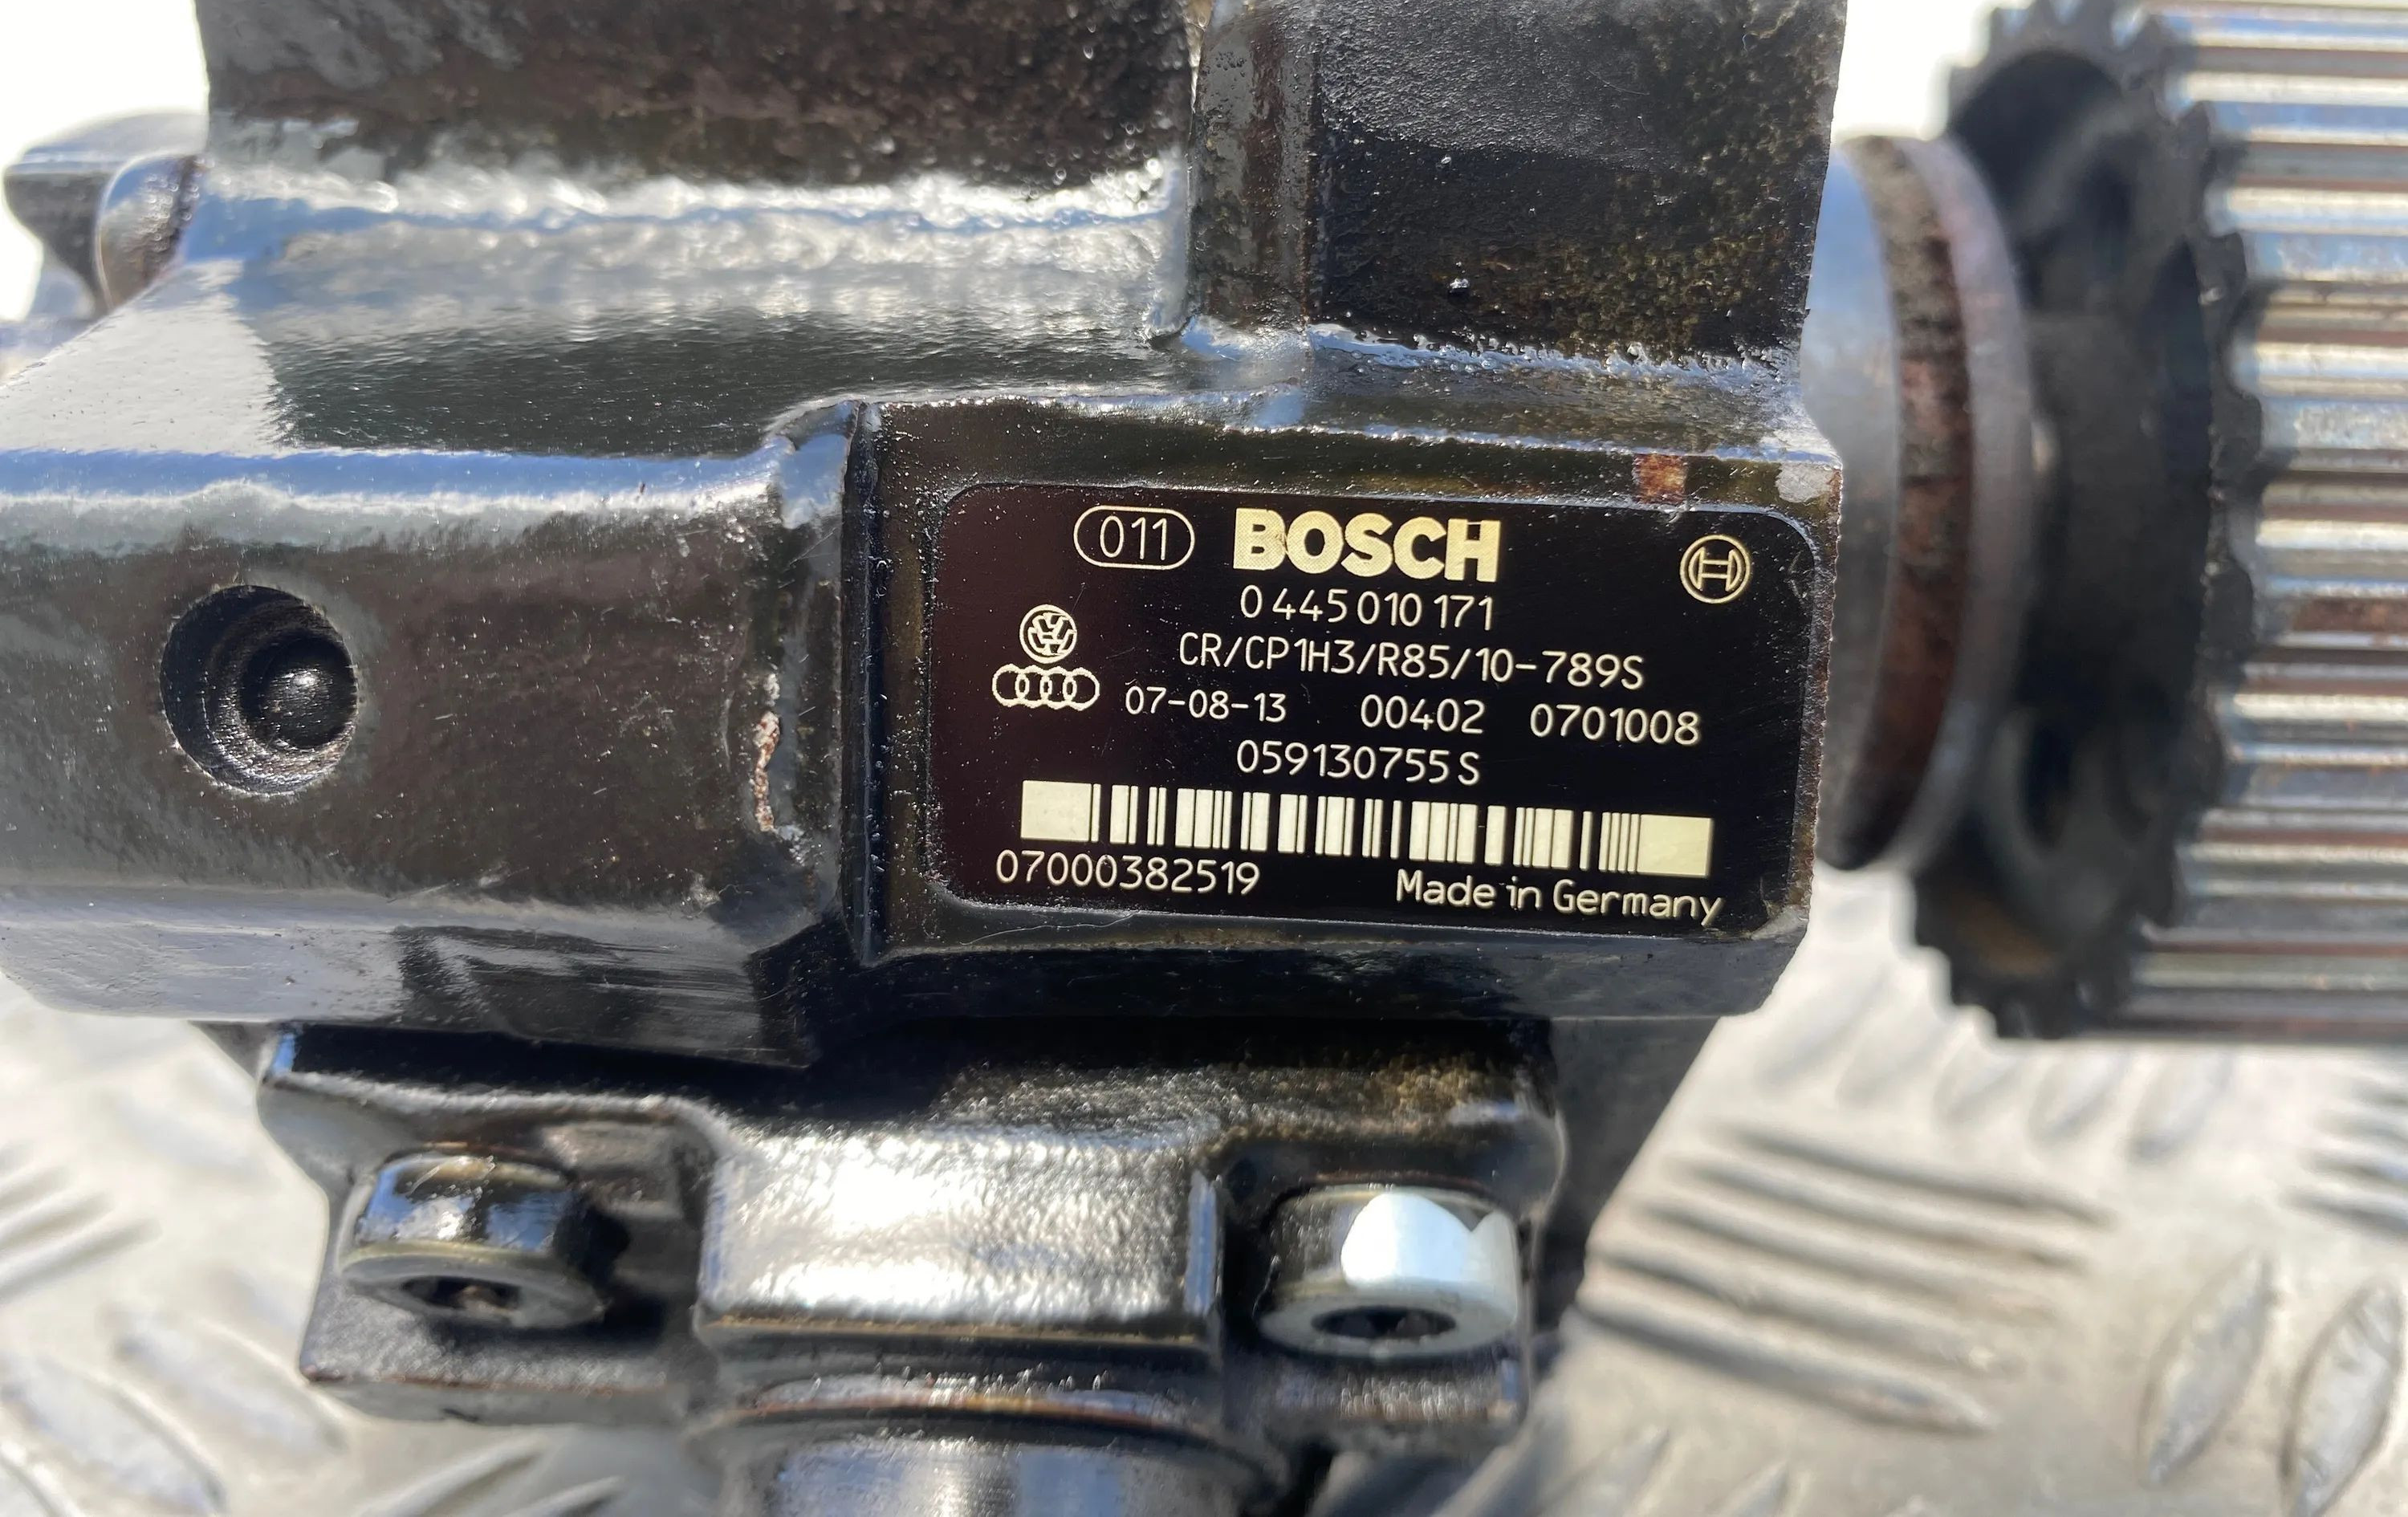 011 BOSCH
0 445 010 171
CR/CP1H3/R85/10-789S
07-08-13 00402 0701008
059130755 S
07000382519
Made in Germany